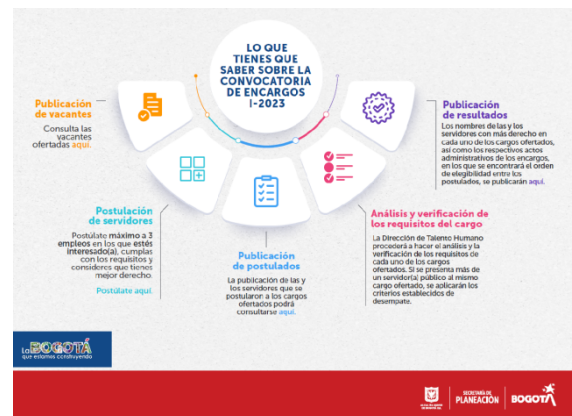 LO QUE
TIENES QUE
SABER SOBRE LA
CONVOCATORIA
DE ENCARGOS
I-2023
Publicación
de vacantes
Consulta las
vacantes
ofertadas aquí.
Postulación
de servidores
Postúlate máximo a 3
empleos en los que estés
interesado(a), cumplas
con los requisitos y
consideres que tienes
mejor derecho.
Postúlate aquí.
Publicación
de postulados
La publicación de las y
los servidores que se
postularon a los cargos
ofertados podrá
consultarse aquí.
Análisis y verificación de
los requisitos del cargo
La Dirección de Talento Humano
procederá a hacer el análisis y la
verificación de los requisitos de
cada uno de los cargos
ofertados. Si se presenta más de
un servidor(a) público al mismo
cargo ofertado, se aplicarán los
criterios establecidos de
desempate.
Publicación
de resultados
Los nombres de las y los
servidores con más derecho en
cada uno de los cargos ofertados,
así como los respectivos actos
administrativos de los encargos,
en los que se encontrará el orden
de elegibilidad entre los
postulados, se publicarán aquí.
La BOGOTÁ
que estamos construyendo
SECRETARÍA DE
PLANEACIÓN
BOGOTÁ